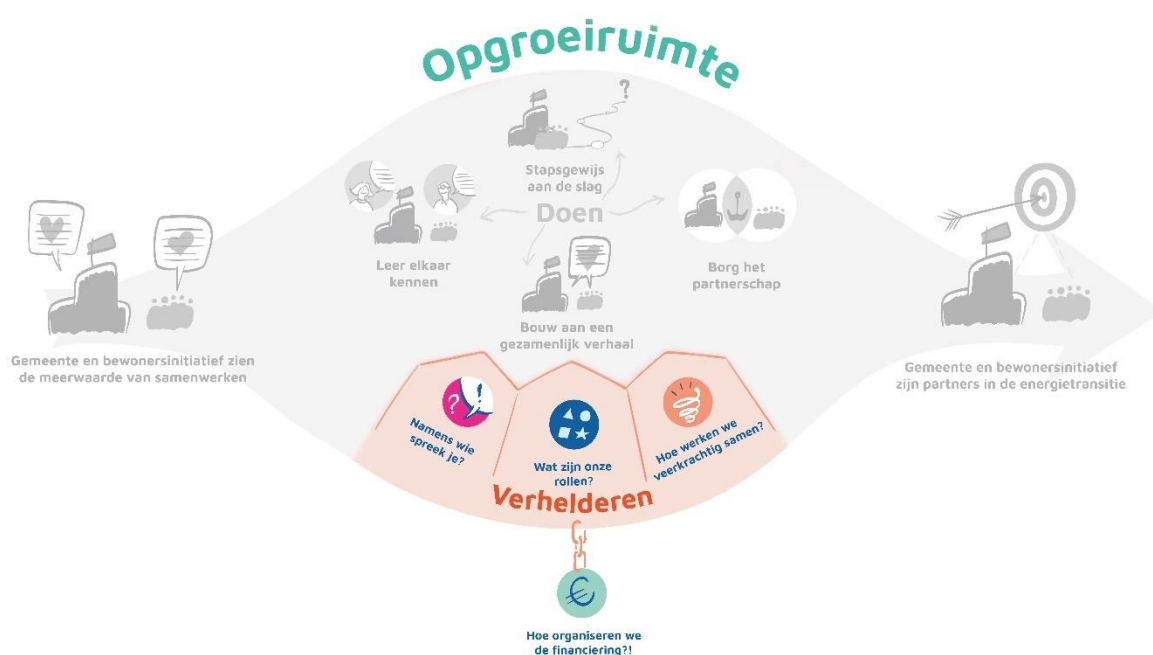 Opgroeiruimte
?
Stapsgewijs
aan de slag
Doen
Leer elkaar
kennen
Borg het
partnerschap
Bouw aan een
gezamenlijk verhaal
Gemeente en bewonersinitiatief zien
de meerwaarde van samenwerken
Gemeente en bewonersinitiatief
zijn partners in de energietransitie
? !
Namens wie
spreek je?
Wat zijn onze
rollen?
Hoe werken we
veerkrachtig samen?
Verhelderen
€
Hoe organiseren we
de financiering?!